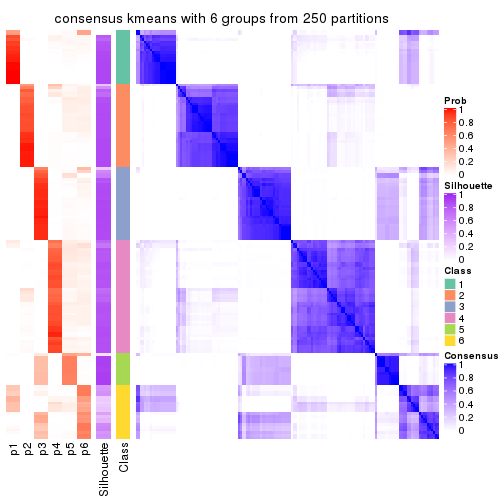 consensus kmeans with 6 groups from 250 partitions
Prob
1
0.8
0.6
0.4
0.2
0
Silhouette
1
0.8
0.6
0.4
0.2
0
Class
1
2
3
4
5
6
Consensus
1
0.8
0.6
0.4
0.2
0
p1
p2
p3
p4
p5
p6
Silhouette
Class